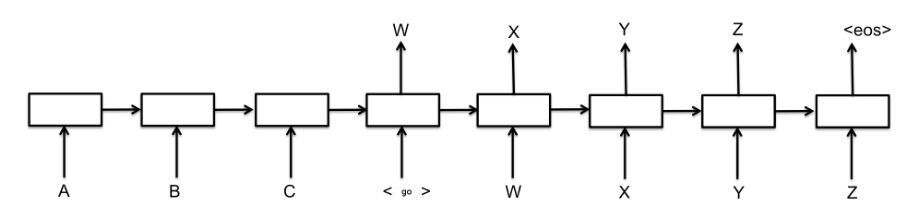 W X Y Z <eos>
A B C < go > W X Y Z